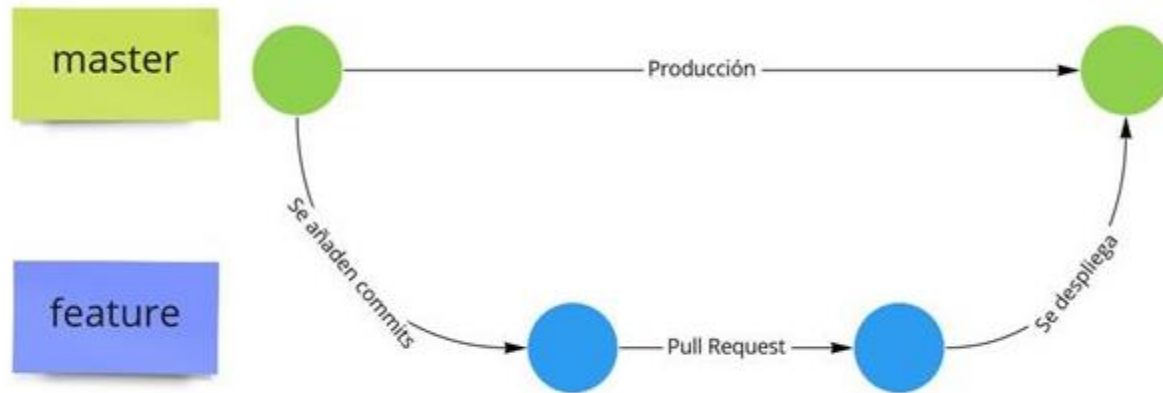 master
Producción
Se añaden commits
Se despliega
feature
Pull Request